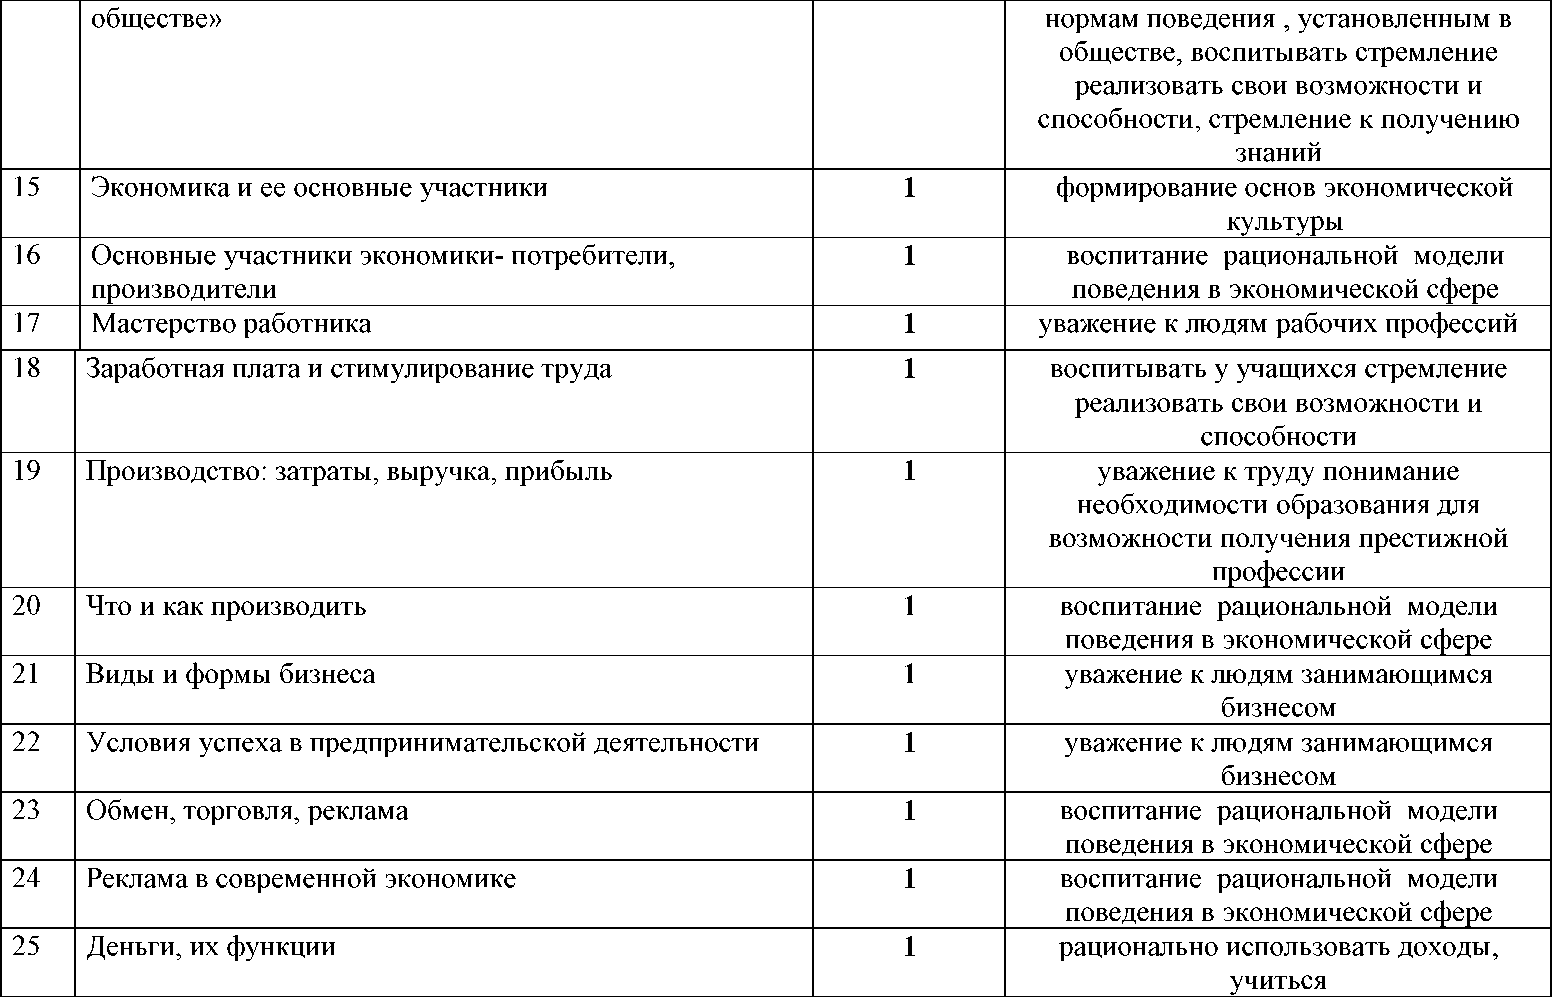 обществе»
нормам поведения , установленным в
обществе, воспитывать стремление
реализовать свои возможности и
способности, стремление к получению
знаний
15 Экономика и ее основные участники 1 формирование основ экономической
культуры
16 Основные участники экономики- потребители, 1 воспитание рациональной модели
производители поведения в экономической сфере
17 Мастерство работника 1 уважение к людям рабочих профессий
18 Заработная плата и стимулирование труда 1 воспитывать у учащихся стремление
реализовать свои возможности и
способности
19 Производство: затраты, выручка, прибыль 1 уважение к труду понимание
необходимости образования для
возможности получения престижной
профессии
20 Что и как производить 1 воспитание рациональной модели
поведения в экономической сфере
21 Виды и формы бизнеса 1 уважение к людям занимающимся
бизнесом
22 Условия успеха в предпринимательской деятельности 1 уважение к людям занимающимся
бизнесом
23 Обмен, торговля, реклама 1 воспитание рациональной модели
поведения в экономической сфере
24 Реклама в современной экономике 1 воспитание рациональной модели
поведения в экономической сфере
25 Деньги, их функции 1 рационально использовать доходы,
учиться